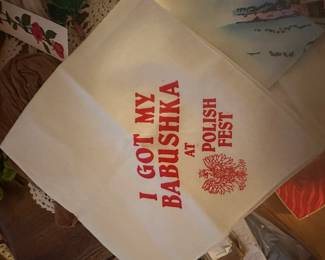 I GOT MY
BABUSHKA
AT
POLISH
FEST